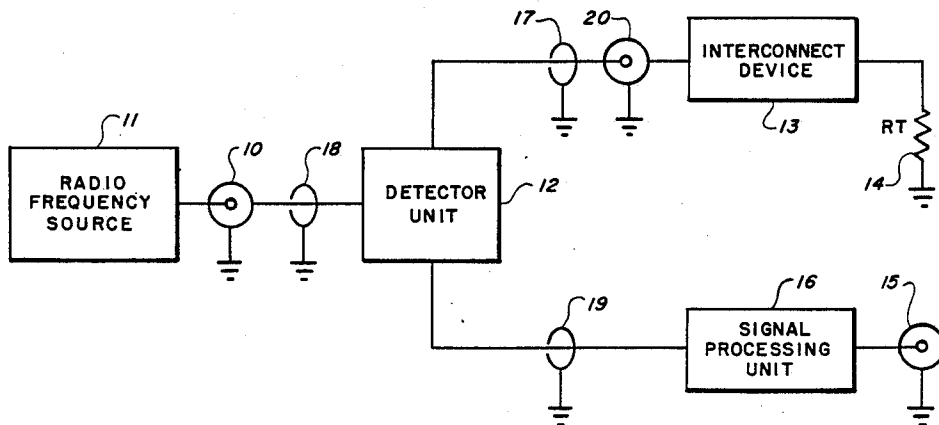 17
20
INTERCONNECT
DEVICE
13
RT
14
11
10
18
RADIO
FREQUENCY
SOURCE
DETECTOR
UNIT
12
19
16
15
SIGNAL
PROCESSING
UNIT